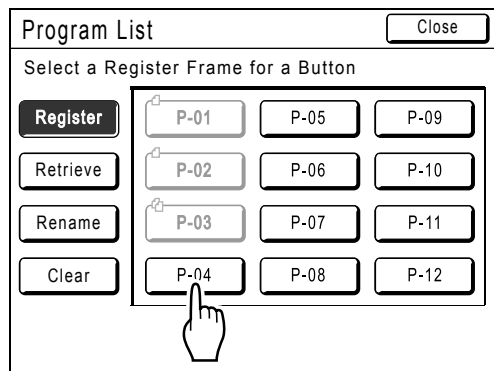 Program List Close
Select a Register Frame for a Button
Register P-01 P-05 P-09
Retrieve P-02 P-06 P-10
Rename P-03 P-07 P-11
Clear P-04 P-08 P-12